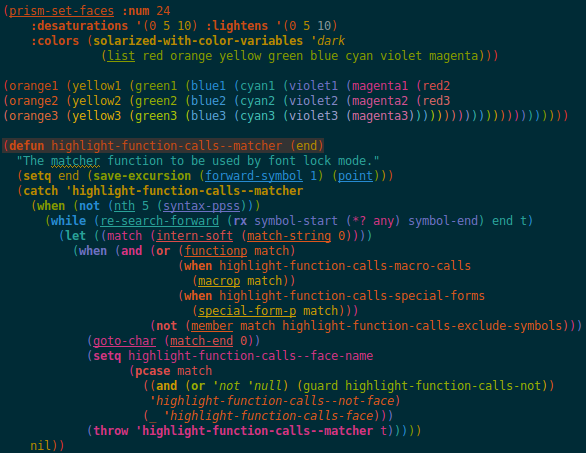 (prism-set-faces :num 24
:desaturations '(0 5 10) :lightens '(0 5 10)
:colors (solarized-with-color-variables 'dark
(list red orange yellow green blue cyan violet magenta)))
(orange1 (yellow1 (green1 (blue1 (cyan1 (violet1 (magenta1 (red2
(orange2 (yellow2 (green2 (blue2 (cyan2 (violet2 (magenta2 (red3
(orange3 (yellow3 (green3 (blue3 (cyan3 (violet3 (magenta3)))))))))))))))))))))))
(defun highlight-function-calls--matcher (end)
"The matcher function to be used by font lock mode."
(setq end (save-excursion (forward-symbol 1) (point)))
(catch 'highlight-function-calls--matcher
(when (not (nth 5 (syntax-ppss)))
(while (re-search-forward (rx symbol-start (*? any) symbol-end) end t)
(let ((match (intern-soft (match-string 0))))
(when (and (or (functionp match)
(when highlight-function-calls-macro-calls
(macrop match))
(when highlight-function-calls-special-forms
(special-form-p match)))
(not (member match highlight-function-calls-exclude-symbols)))
(goto-char (match-end 0))
(setq highlight-function-calls--face-name
(pcase match
((and (or 'not 'null) (guard highlight-function-calls-not))
'highlight-function-calls--not-face)
(_ 'highlight-function-calls-face)))
(throw 'highlight-function-calls--matcher t)))))
nil))